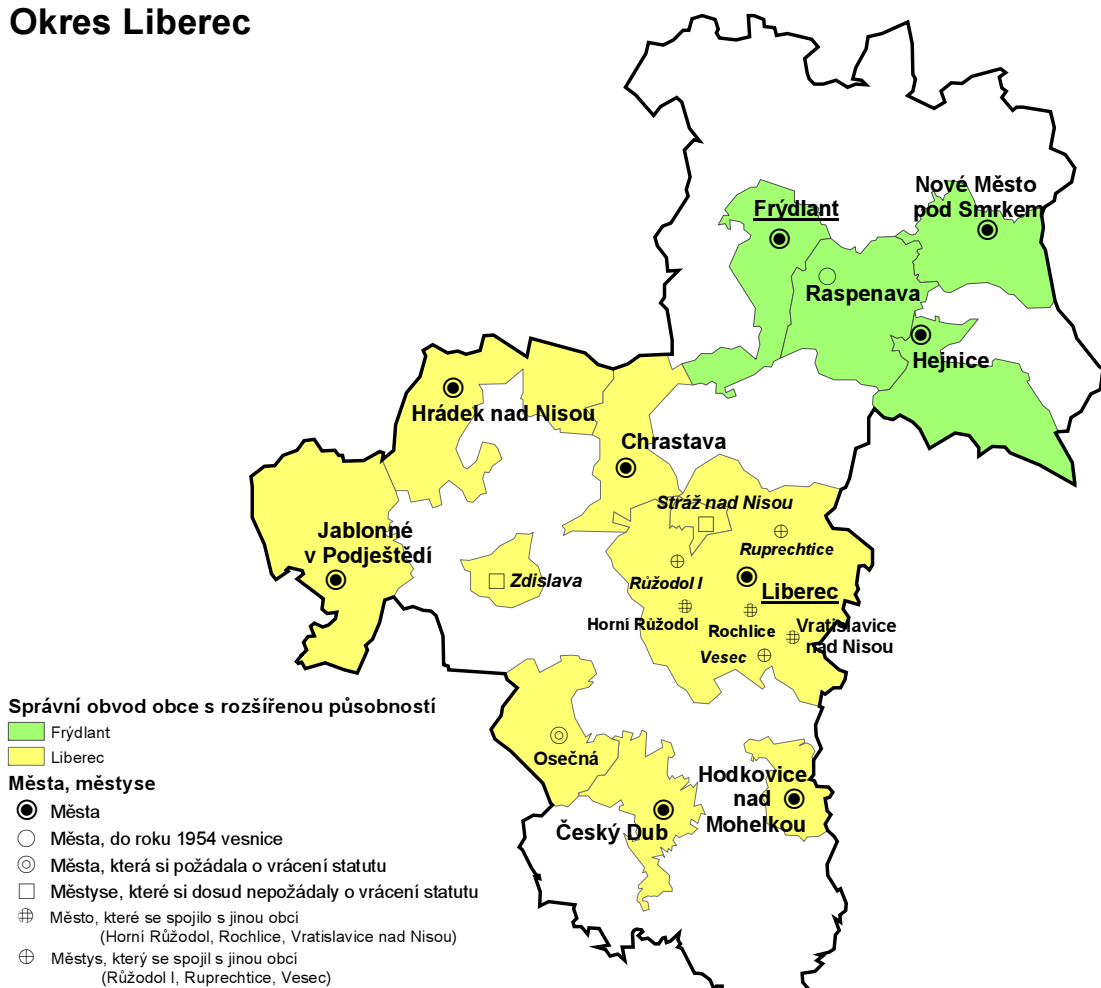 Okres Liberec
Nové Město
pod Smrkem
Frýdlant
Raspenava
Hejnice
Hrádek nad Nisou
Chrastava
Stráž nad Nisou
Jablonné
v Podještědí
Ruprechtice
Zdislava
Růžodol I
Liberec
Horní Růžodol
Rochlice
Vratislavice
nad Nisou
Vesec
Osečná
Hodkovice
nad
Mohelkou
Český Dub
Správní obvod obce s rozšířenou působností
Frýdlant
Liberec
Města, městyse
Města
Města, do roku 1954 vesnice
Města, která si požádala o vrácení statutu
Městyse, které si dosud nepožádaly o vrácení statutu
Město, které se spojilo s jinou obcí
(Horní Růžodol, Rochlice, Vratislavice nad Nisou)
Městys, který se spojil s jinou obcí
(Růžodol I, Ruprechtice, Vesec)